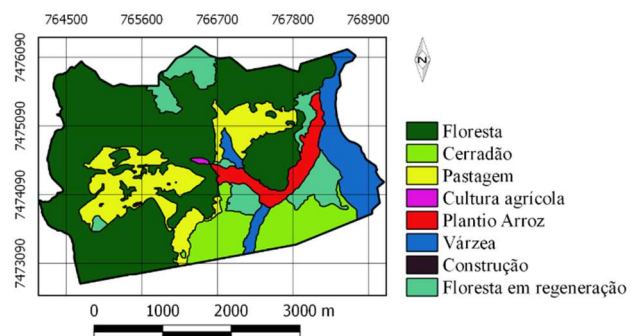 764500 765600 766700 767800 768900
7476090
7475090
7474090
7473090
N
Floresta
Cerradão
Pastagem
Cultura agrícola
Plantio Arroz
Várzea
Construção
Floresta em regeneração
0 1000 2000 3000 m